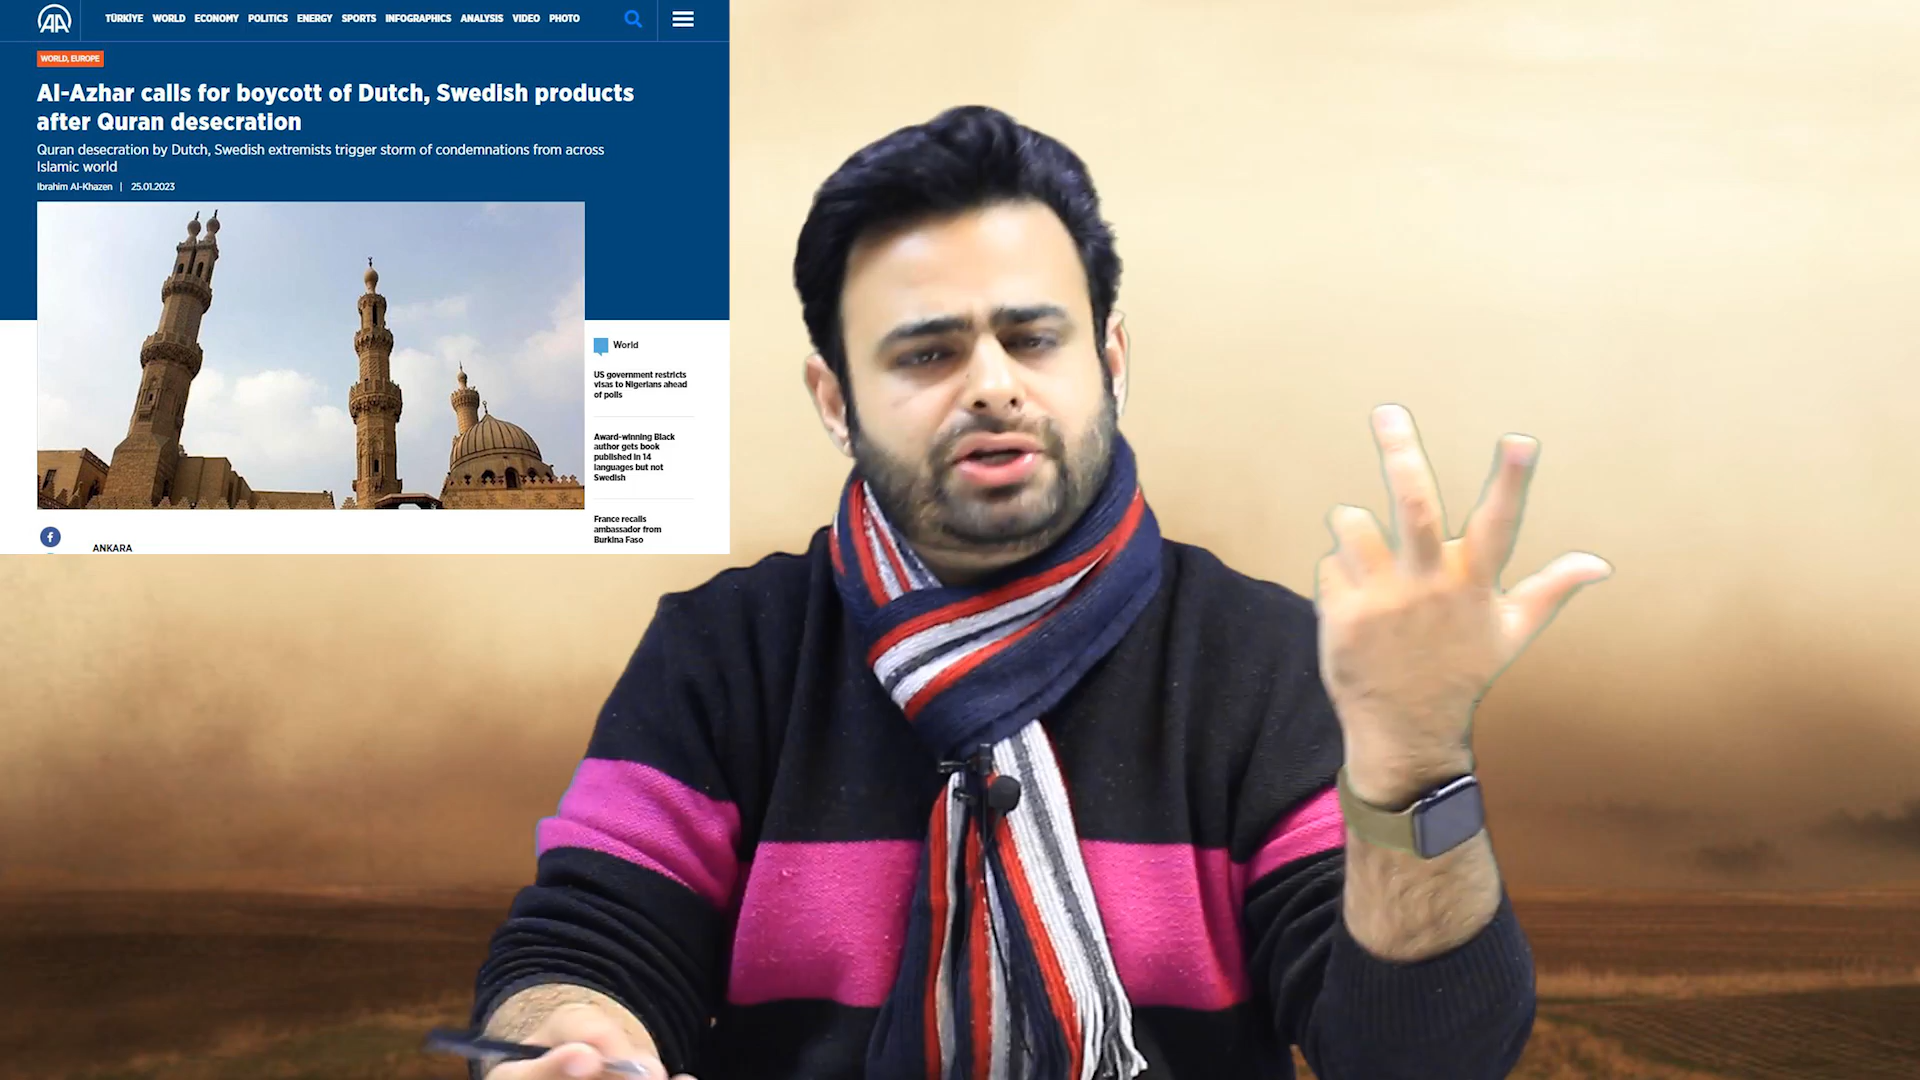 AA
TÜRKİYE WORLD ECONOMY POLITICS ENERGY SPORTS INFOGRAPHICS ANALYSIS VIDEO PHOTO
WORLD, EUROPE
Al-Azhar calls for boycott of Dutch, Swedish products
after Quran desecration
Quran desecration by Dutch, Swedish extremists trigger storm of condemnations from across
Islamic world
Ibrahim Al-Khazen | 25.01.2023
World
US government restricts
visas to Nigerians ahead
of polls
Award-winning Black
author gets book
published in 14
languages but not
Swedish
France recalls
ambassador from
Burkina Faso
f
ANKARA